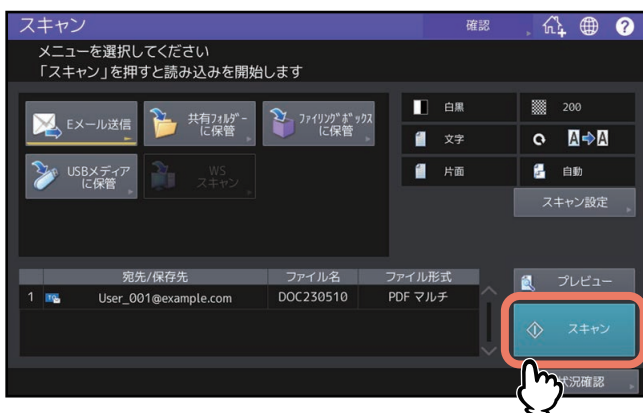 スキャン
確認
?
メニューを選択してください
「スキャン」を押すと読み込みを開始します
Eメール送信
共有フォルダーに保管
ファイリングボックスに保管
USBメディアに保管
WSスキャン
白黒
200
文字
A A
片面
自動
スキャン設定
宛先/保存先 ファイル名 ファイル形式
1 TO User_001@example.com DOC230510 PDF マルチ
プレビュー
スキャン
状況確認